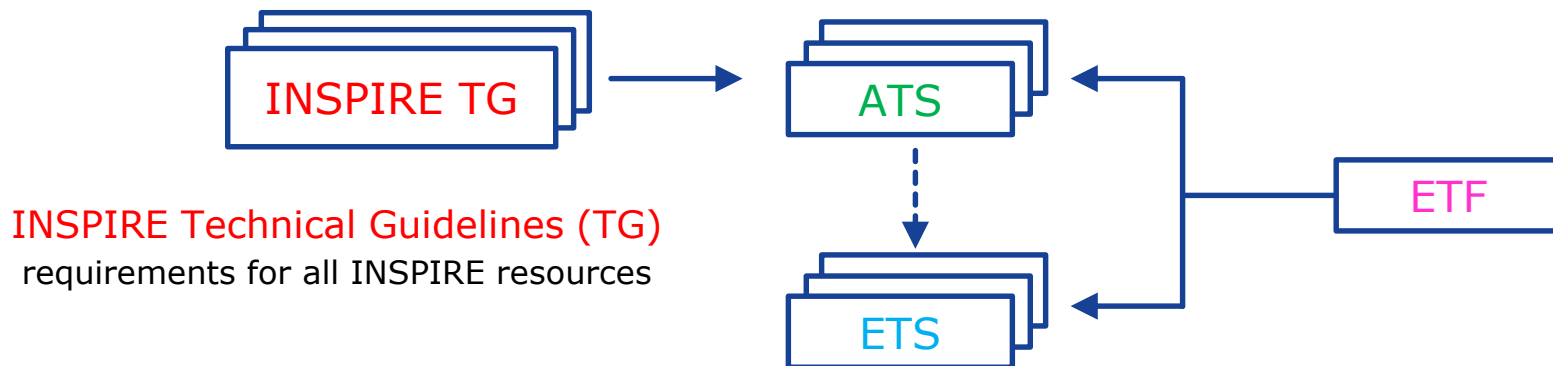 INSPIRE TG
ATS
ETF
INSPIRE Technical Guidelines (TG)
requirements for all INSPIRE resources
ETS